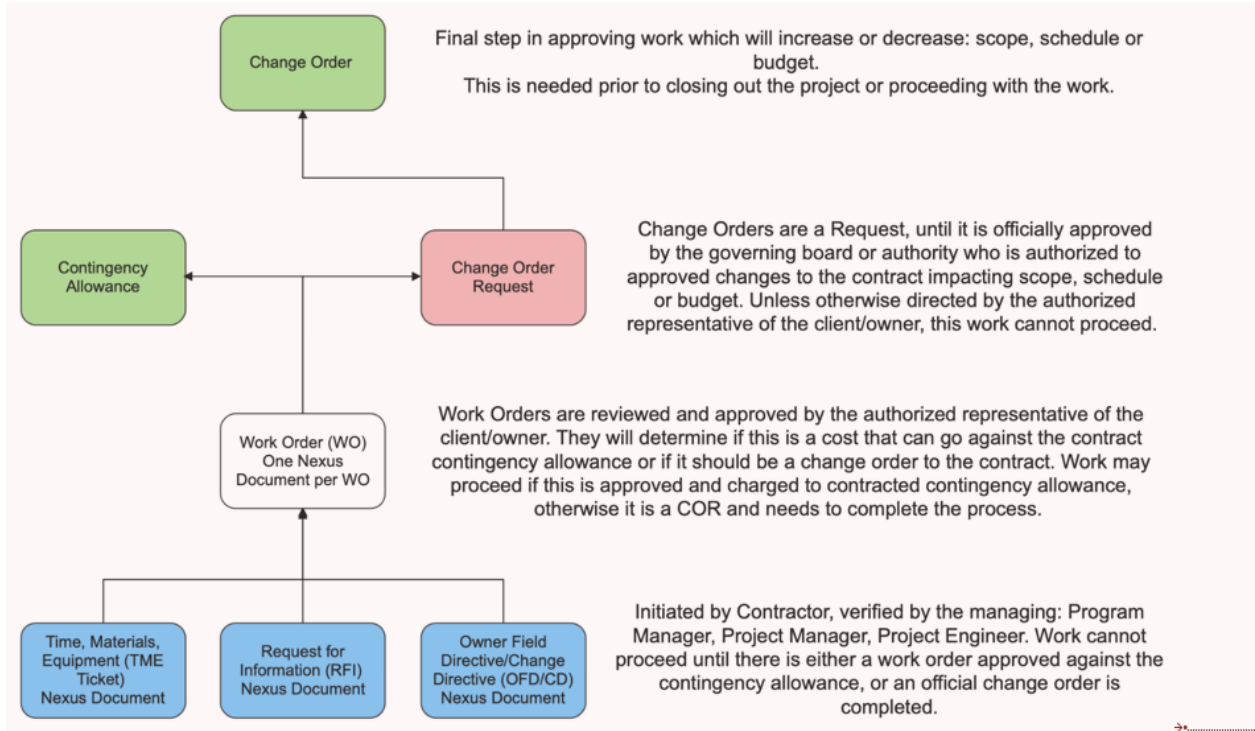 Change Order
Final step in approving work which will increase or decrease: scope, schedule or
budget.
This is needed prior to closing out the project or proceeding with the work.
Contingency
Allowance
Change Order
Request
Change Orders are a Request, until it is officially approved
by the governing board or authority who is authorized to
approved changes to the contract impacting scope, schedule
or budget. Unless otherwise directed by the authorized
representative of the client/owner, this work cannot proceed.
Work Order (WO)
One Nexus
Document per WO
Work Orders are reviewed and approved by the authorized representative of the
client/owner. They will determine if this is a cost that can go against the contract
contingency allowance or if it should be a change order to the contract. Work may
proceed if this is approved and charged to contracted contingency allowance,
otherwise it is a COR and needs to complete the process.
Time, Materials,
Equipment (TME
Ticket)
Nexus Document
Request for
Information (RFI)
Nexus Document
Owner Field
Directive/Change
Directive (OFD/CD)
Nexus Document
Initiated by Contractor, verified by the managing: Program
Manager, Project Manager, Project Engineer. Work cannot
proceed until there is either a work order approved against the
contingency allowance, or an official change order is
completed.